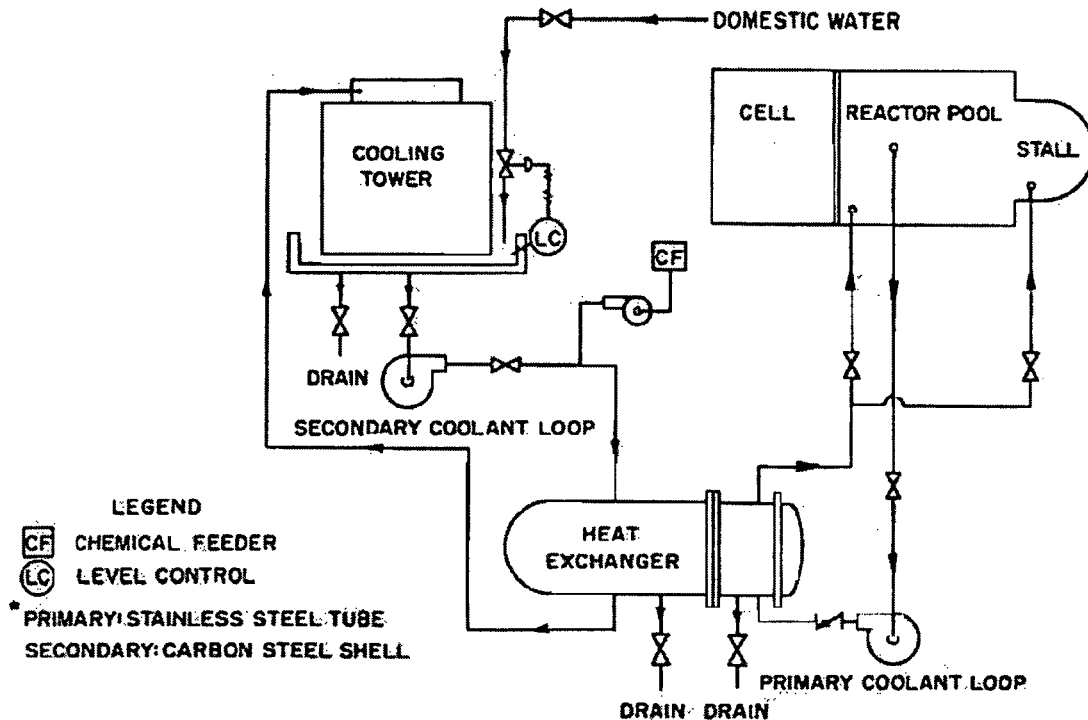 DOMESTIC WATER
COOLING
TOWER
LC
CELL
REACTOR POOL
STALL
CF
DRAIN
SECONDARY COOLANT LOOP
HEAT
EXCHANGER
LEGEND
CF CHEMICAL FEEDER
LC LEVEL CONTROL
* PRIMARY: STAINLESS STEEL TUBE
SECONDARY: CARBON STEEL SHELL
PRIMARY COOLANT LOOP
DRAIN DRAIN